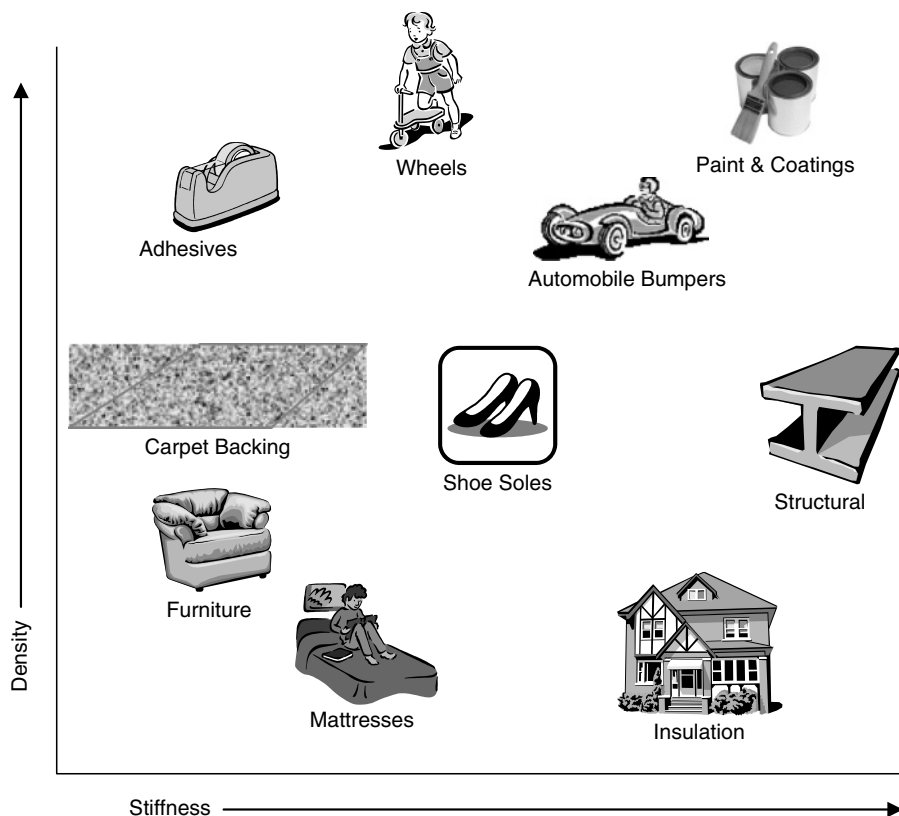 Wheels
Paint & Coatings
Adhesives
Automobile Bumpers
Carpet Backing
Shoe Soles
Structural
Furniture
Mattresses
Insulation
Density
Stiffness